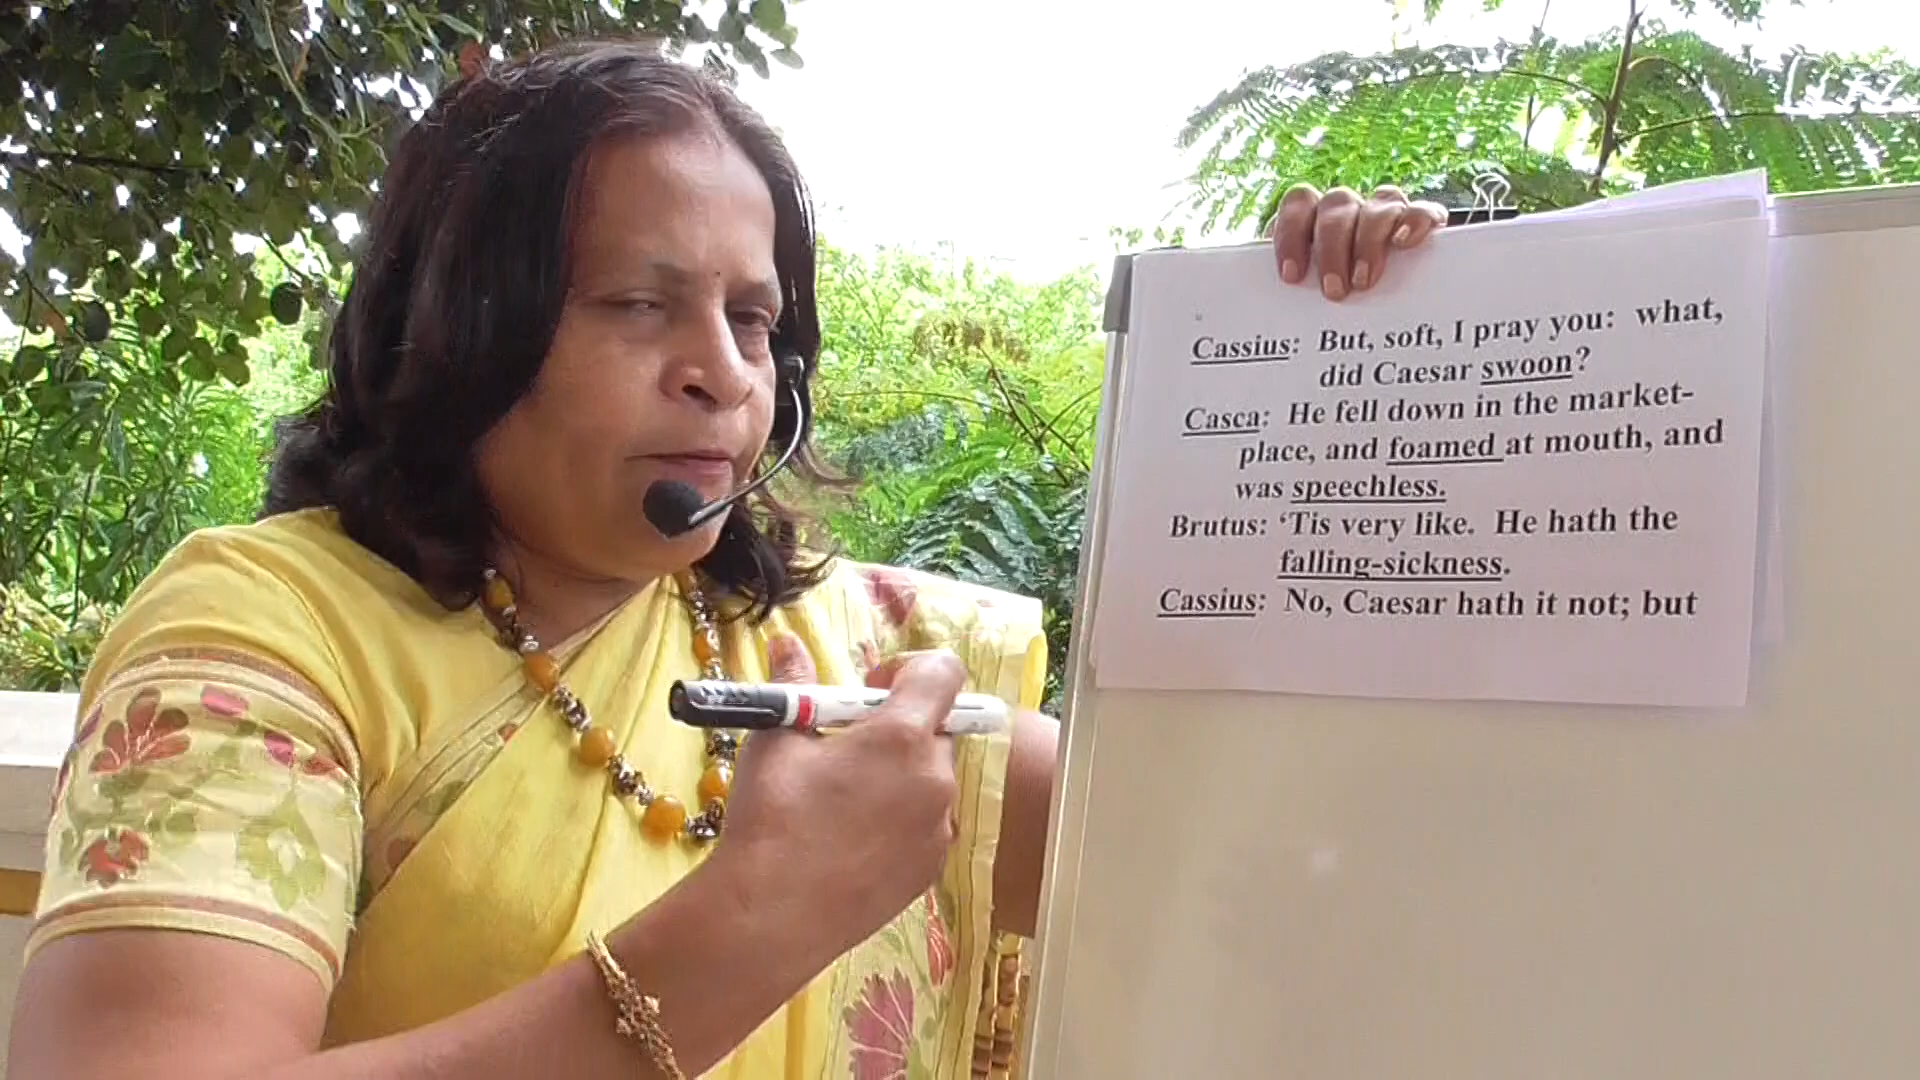 Cassius: But, soft, I pray you: what,
did Caesar swoon?
Casca: He fell down in the market-
place, and foamed at mouth, and
was speechless.
Brutus: ‘Tis very like. He hath the
falling-sickness.
Cassius: No, Caesar hath it not; but